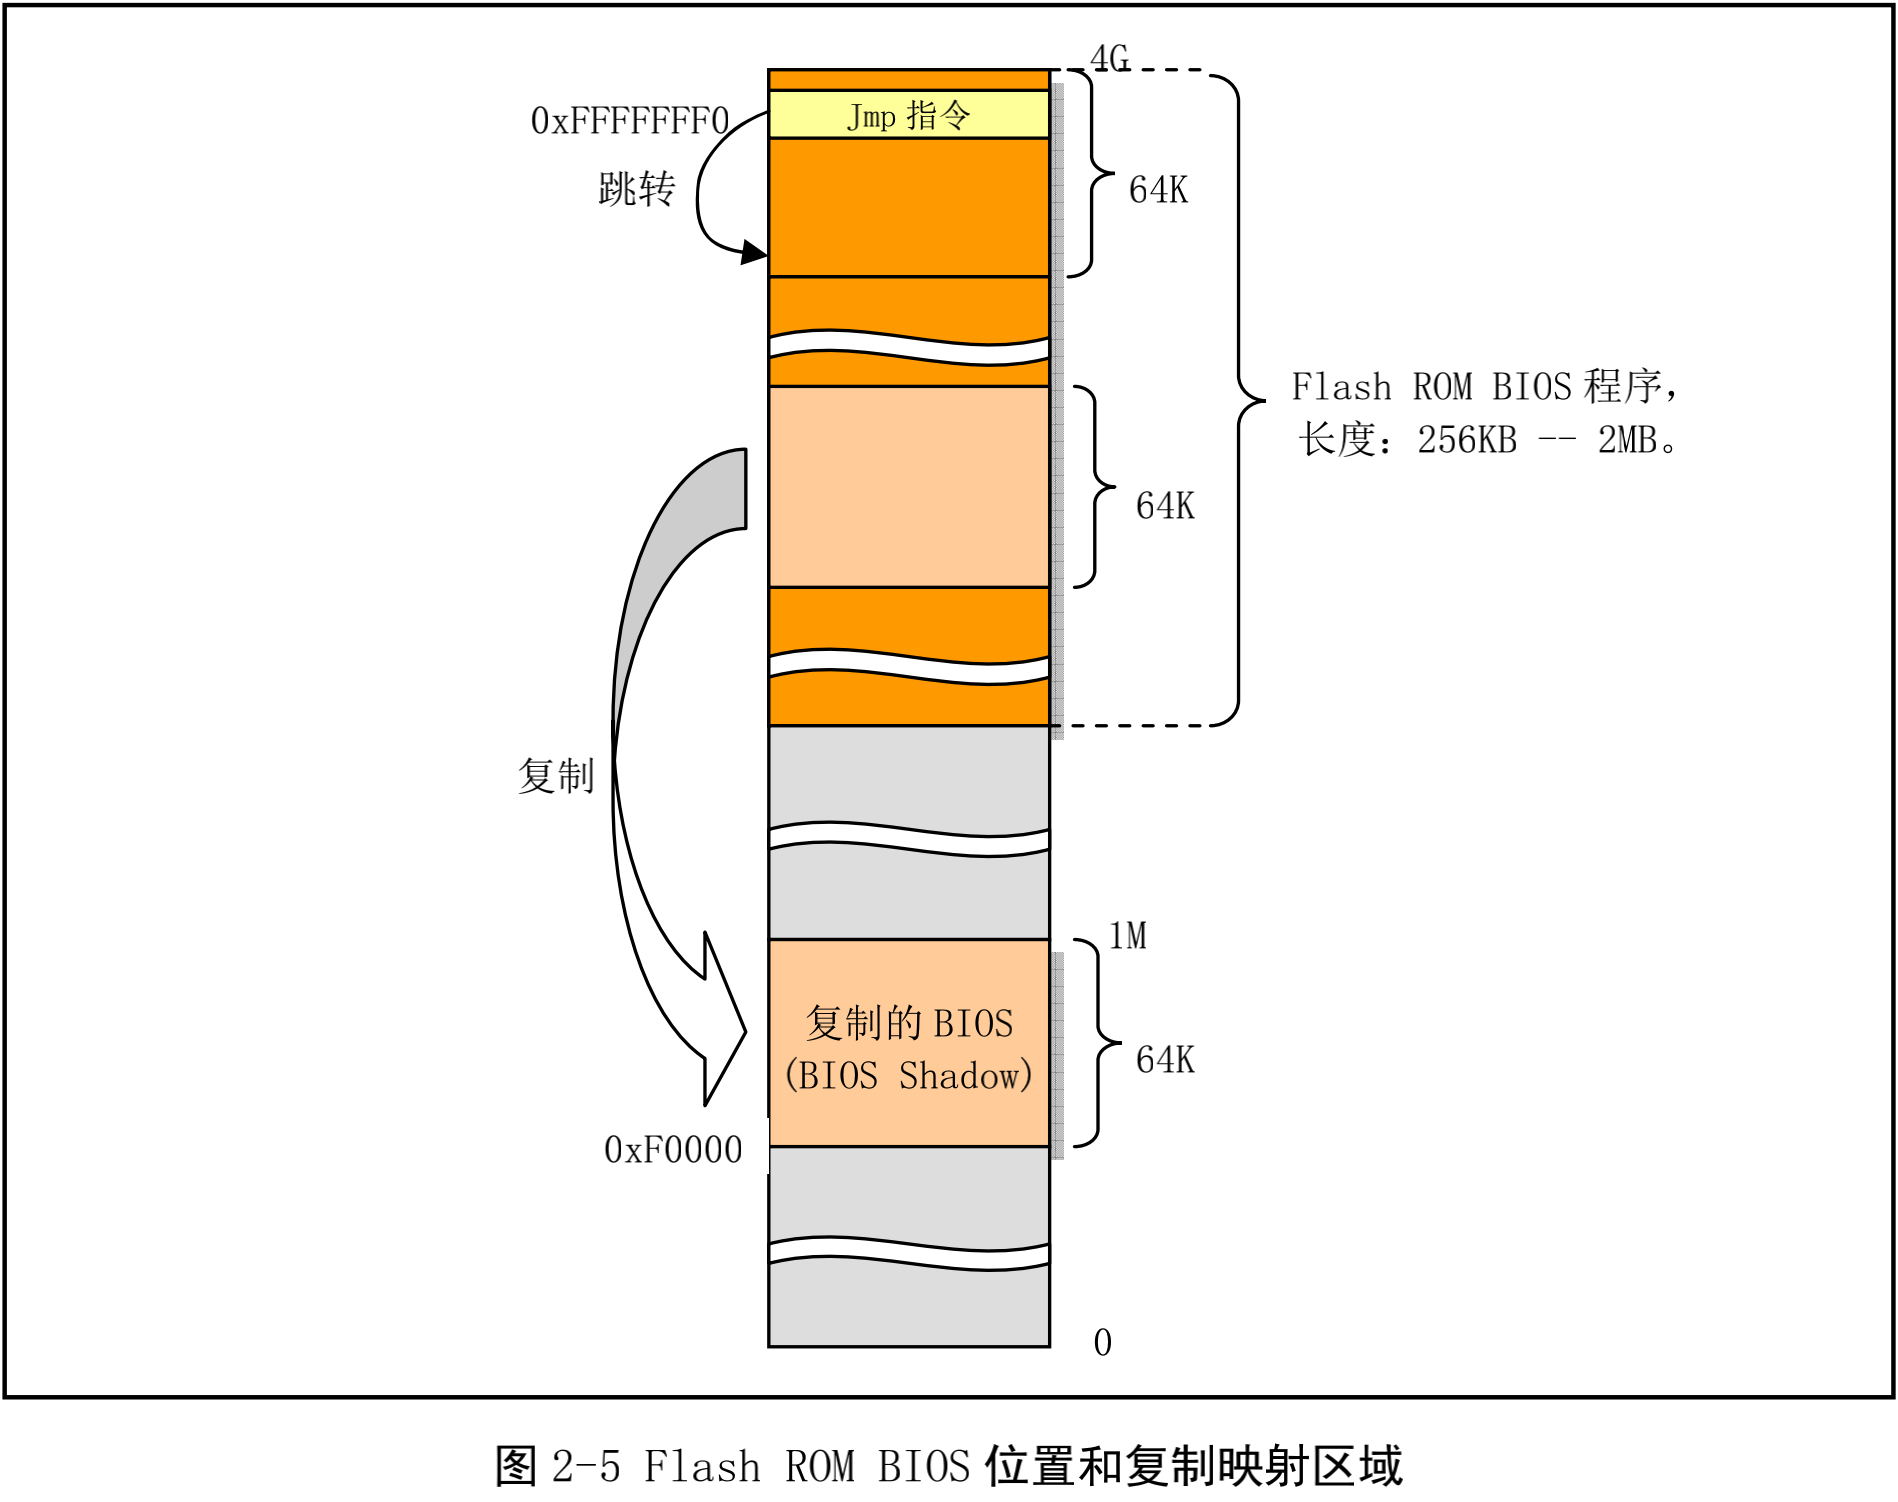 4G
0xFFFFFFF0
Jmp 指令
跳转
64K
Flash ROM BIOS 程序，
长度：256KB -- 2MB。
64K
复制
1M
复制的 BIOS
(BIOS Shadow)
64K
0xF0000
0
图 2-5 Flash ROM BIOS 位置和复制映射区域